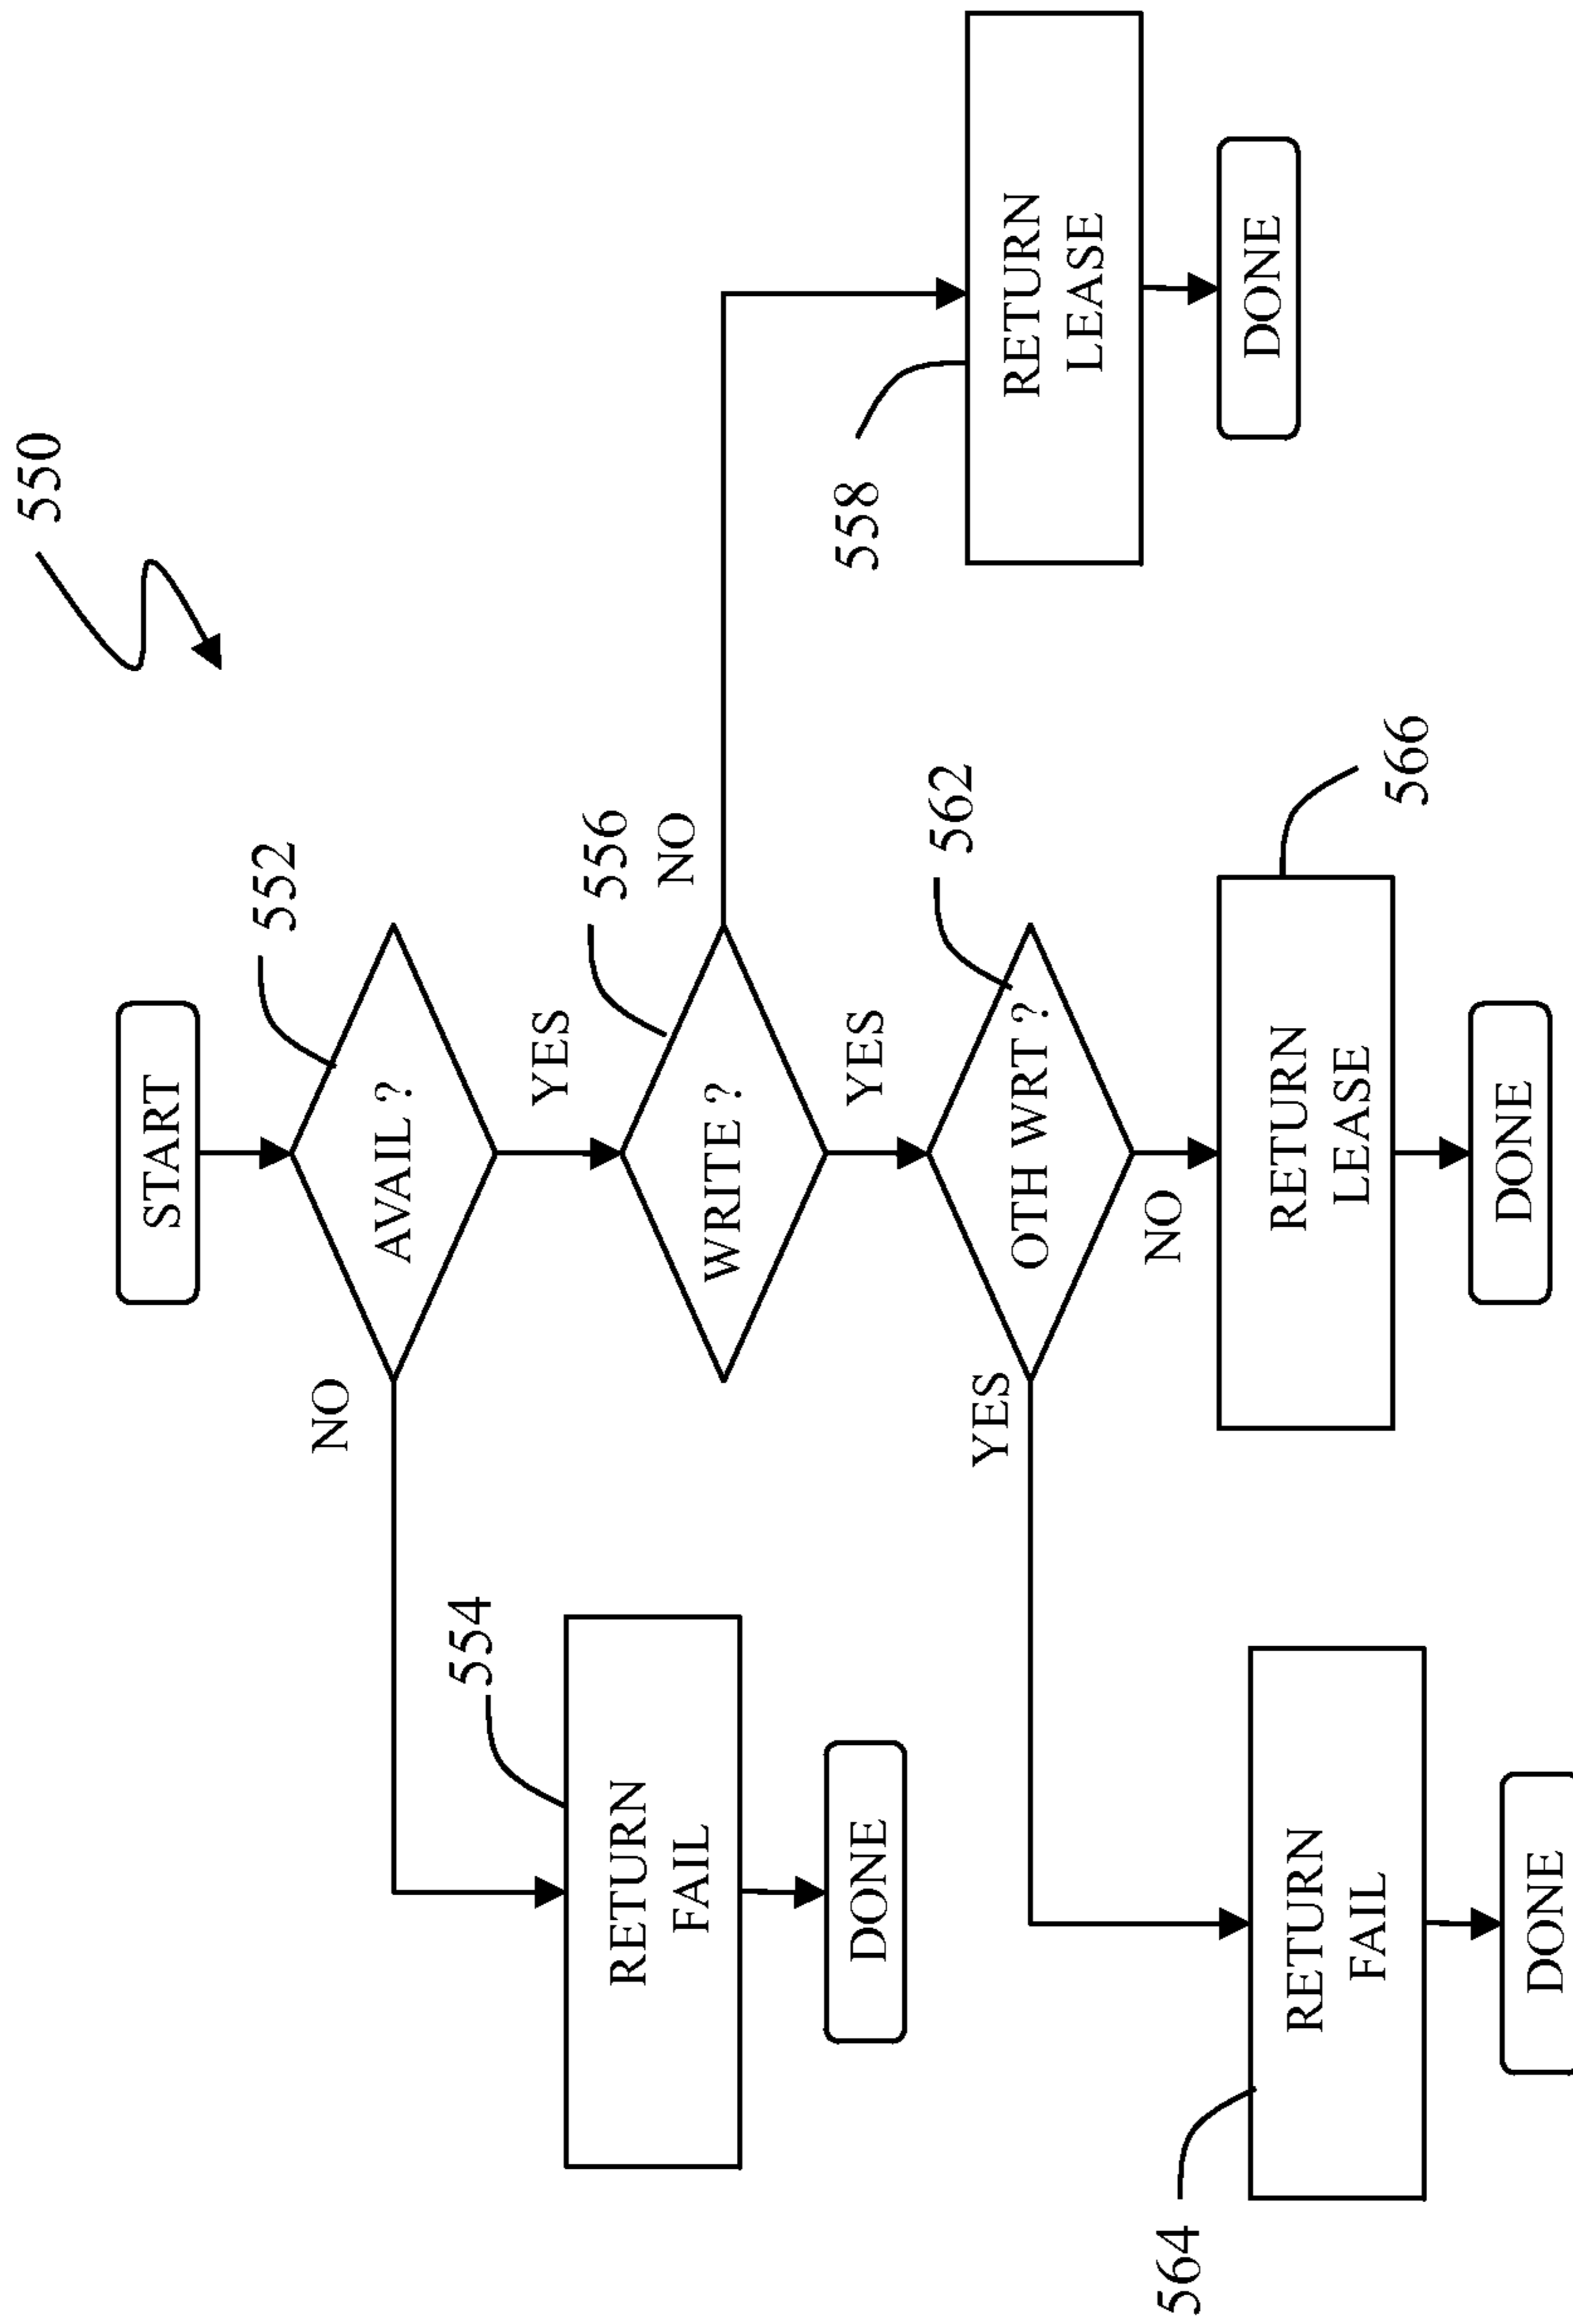 550
START
552
AVAIL ?
NO
YES
554
RETURN
FAIL
DONE
556
WRITE ?
NO
YES
558
RETURN
LEASE
DONE
562
OTH WRT ?
YES
NO
564
RETURN
FAIL
DONE
566
RETURN
LEASE
DONE